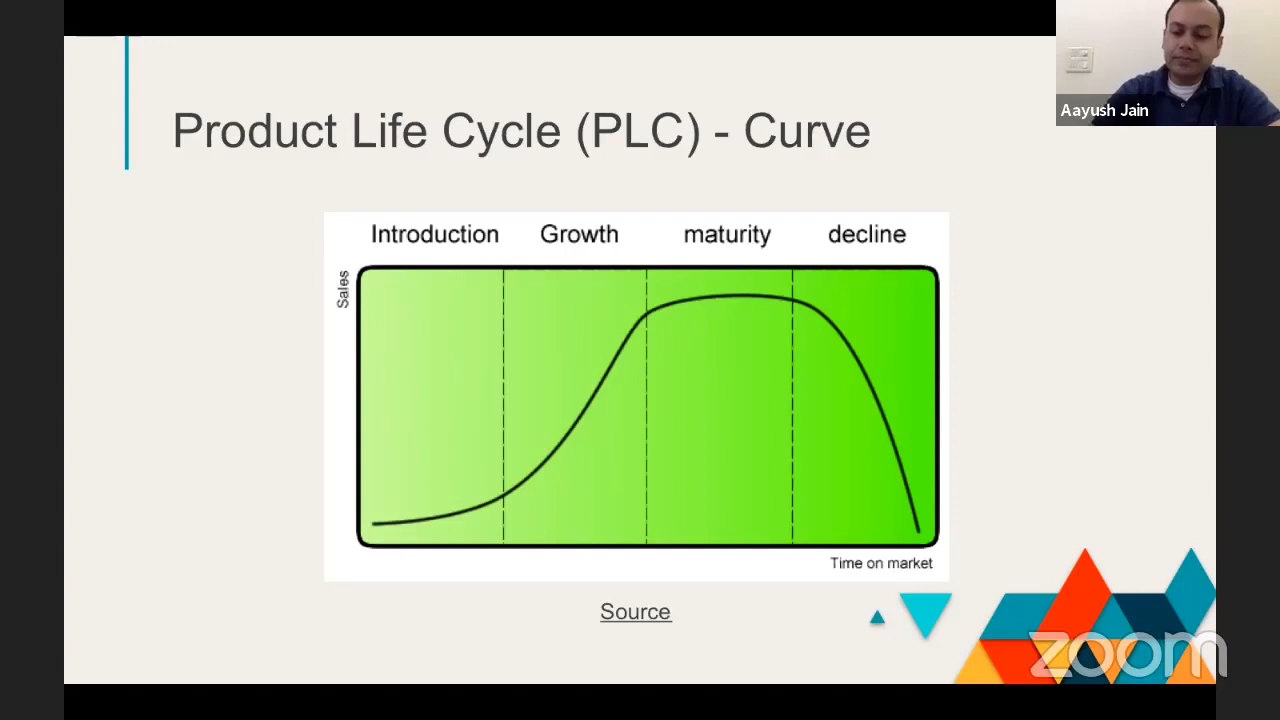 Aayush Jain
Product Life Cycle (PLC) - Curve
Introduction Growth maturity decline
Sales
Time on market
Source
zoom